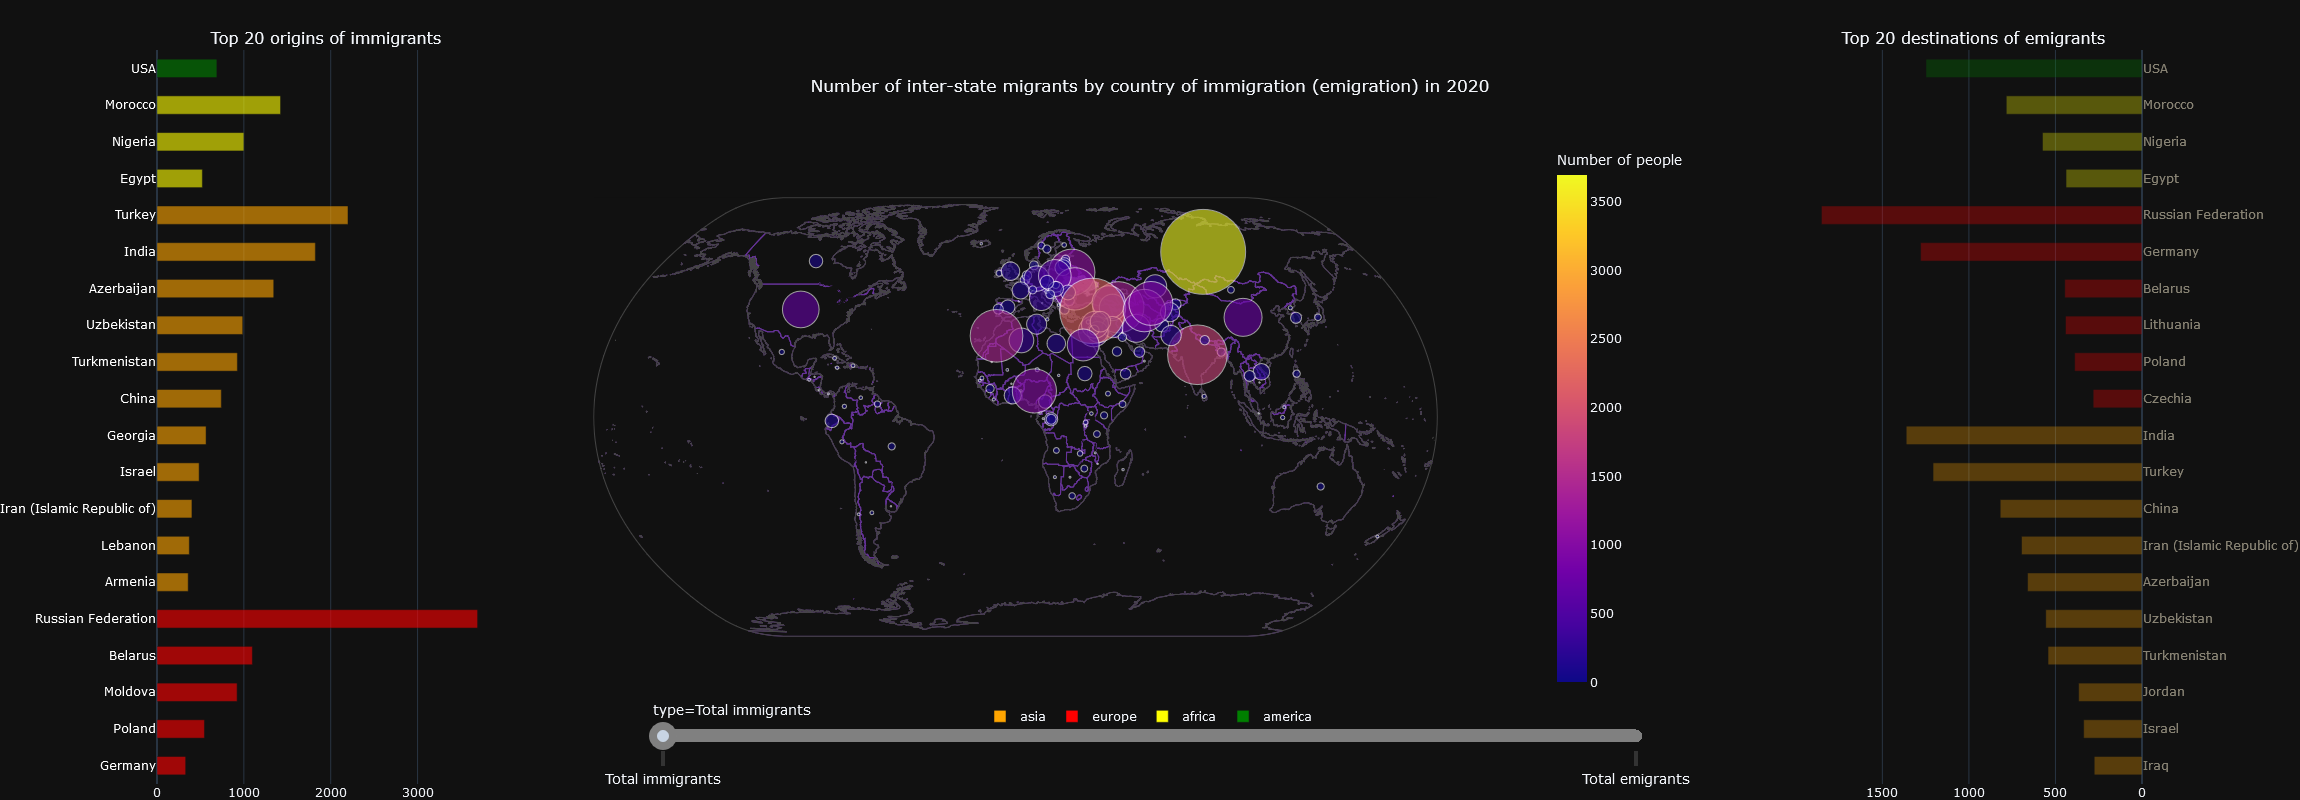 Top 20 origins of immigrants
USA
Morocco
Nigeria
Egypt
Turkey
India
Azerbaijan
Uzbekistan
Turkmenistan
China
Georgia
Israel
Iran (Islamic Republic of)
Lebanon
Armenia
Russian Federation
Belarus
Moldova
Poland
Germany
0 1000 2000 3000
Number of inter-state migrants by country of immigration (emigration) in 2020
Number of people
3500
3000
2500
2000
1500
1000
500
0
type=Total immigrants
asia europe africa america
Total immigrants Total emigrants
Top 20 destinations of emigrants
USA
Morocco
Nigeria
Egypt
Russian Federation
Germany
Belarus
Lithuania
Poland
Czechia
India
Turkey
China
Iran (Islamic Republic of)
Azerbaijan
Uzbekistan
Turkmenistan
Jordan
Israel
Iraq
1500 1000 500 0